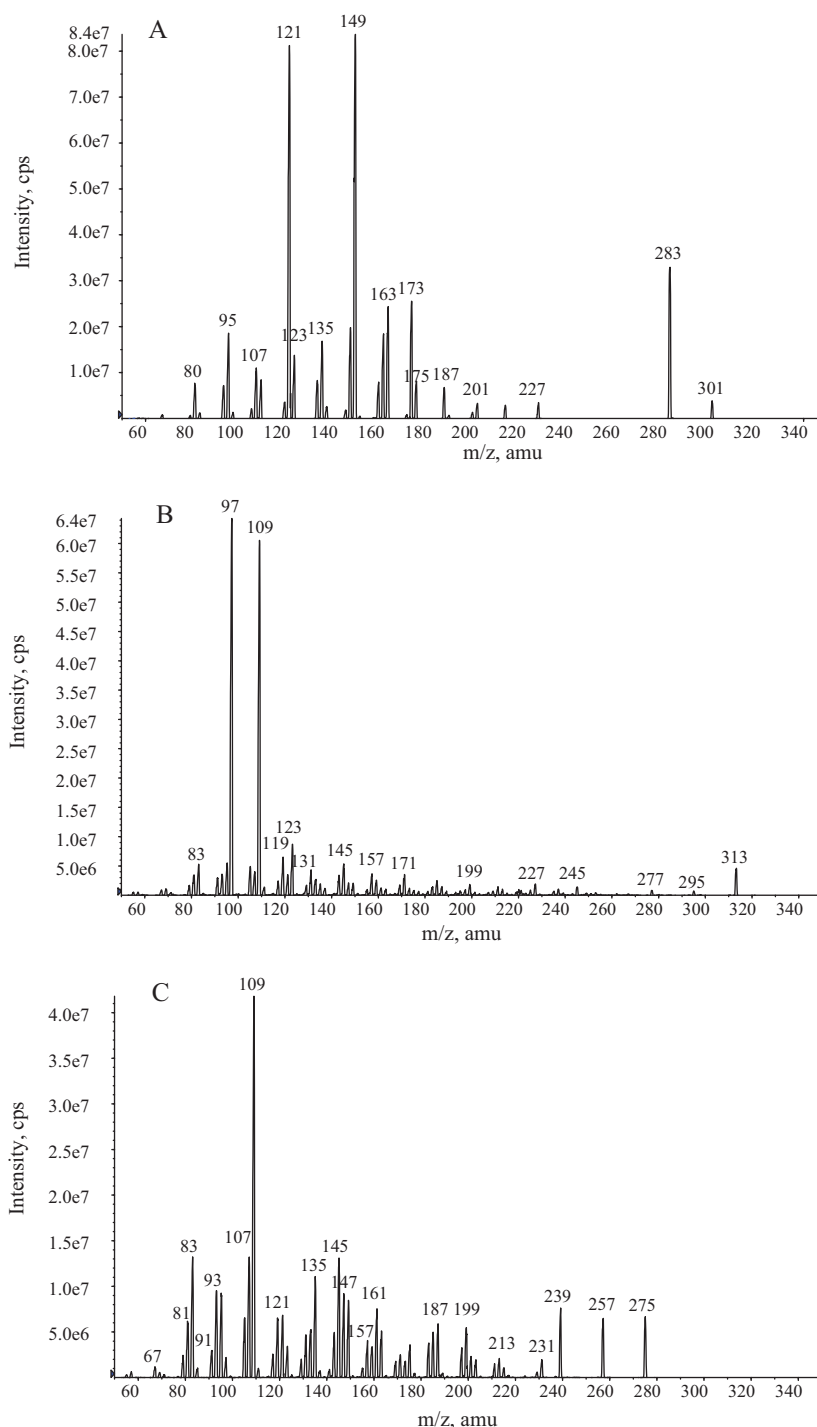 A
8.4e7
8.0e7
7.0e7
6.0e7
5.0e7
4.0e7
3.0e7
2.0e7
1.0e7
Intensity, cps
121
149
283
163
173
95
123
135
107
80
175
187
201
227
301
60 80 100 120 140 160 180 200 220 240 260 280 300 320 340
m/z, amu
B
6.4e7
6.0e7
5.5e7
5.0e7
4.5e7
4.0e7
3.5e7
3.0e7
2.5e7
2.0e7
1.5e7
1.0e7
5.0e6
Intensity, cps
97
109
83
119
123
131
145
157
171
199
227
245
277
295
313
60 80 100 120 140 160 180 200 220 240 260 280 300 320 340
m/z, amu
C
4.0e7
3.5e7
3.0e7
2.5e7
2.0e7
1.5e7
1.0e7
5.0e6
Intensity, cps
109
83
107
145
135
93
147
161
81
121
91
157
67
187
199
213
231
239
257
275
60 80 100 120 140 160 180 200 220 240 260 280 300 320 340
m/z, amu